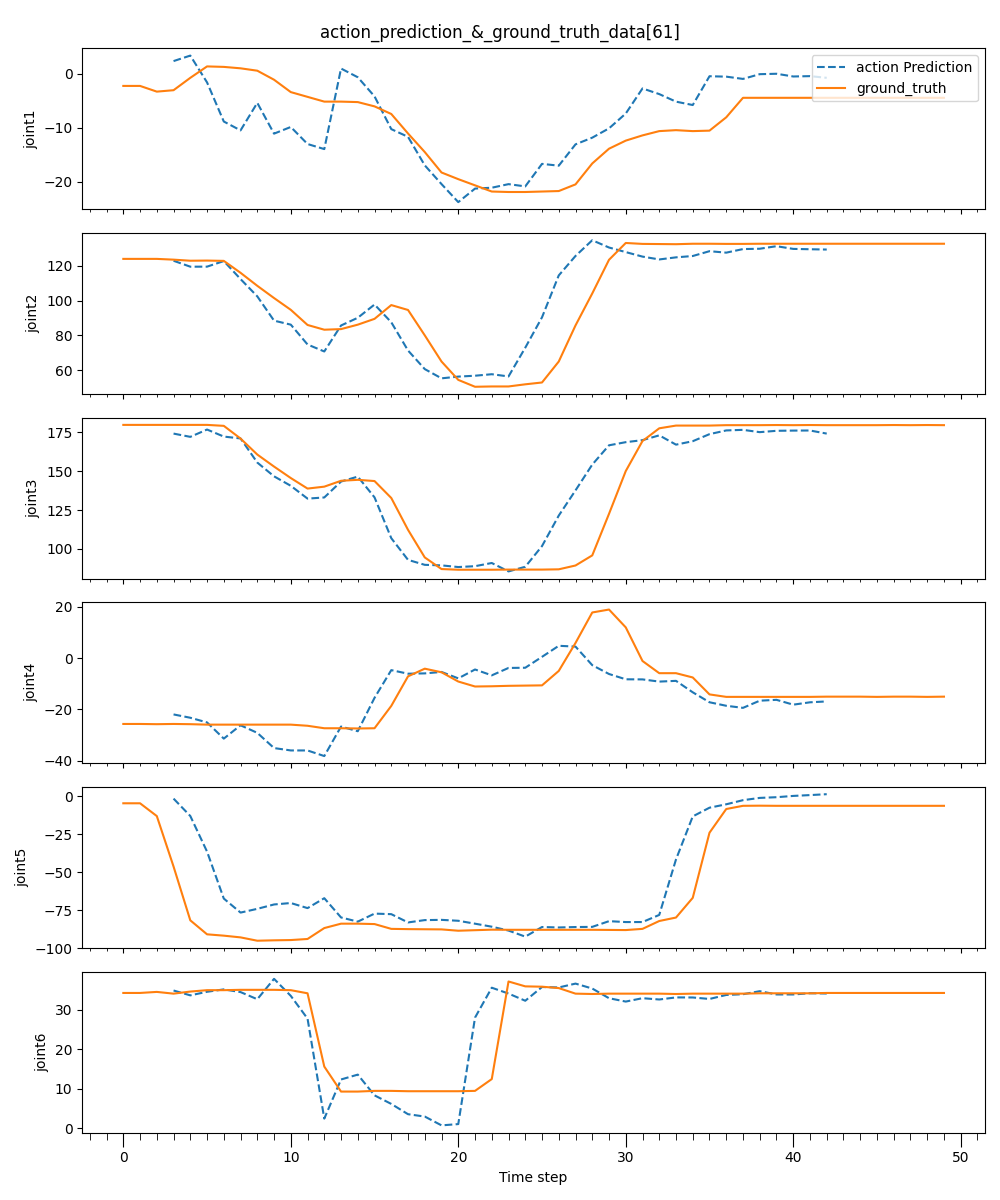 action_prediction_&_ground_truth_data[61]
0
−10
−20
joint1
action Prediction
ground_truth
120
100
80
60
joint2
175
150
125
100
joint3
20
0
−20
−40
joint4
0
−25
−50
−75
−100
joint5
30
20
10
0
joint6
0 10 20 30 40 50
Time step